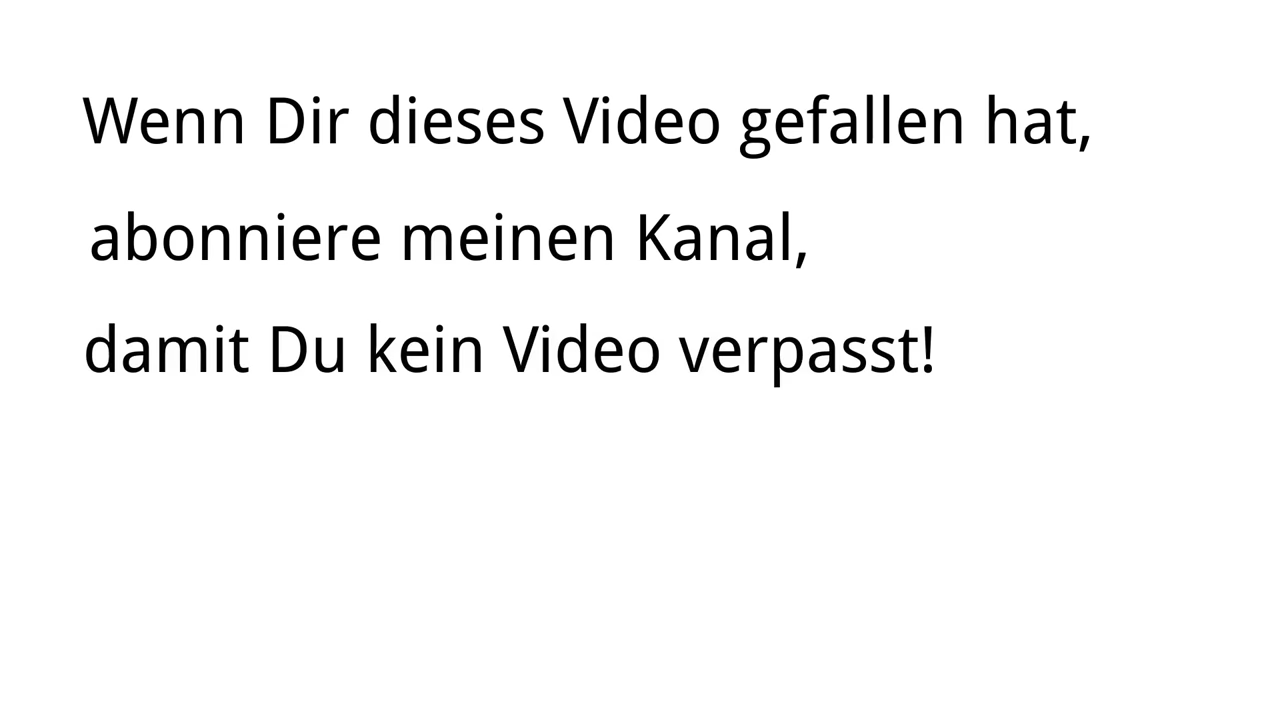 Wenn Dir dieses Video gefallen hat,
abonniere meinen Kanal,
damit Du kein Video verpasst!